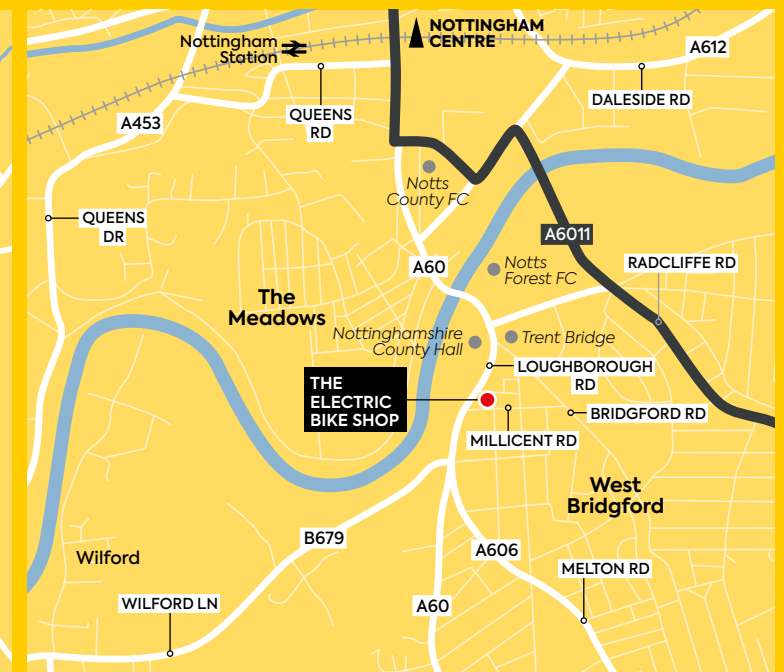 NOTTINGHAM
CENTRE
Nottingham
Station
A612
DALESIDE RD
QUEENS
RD
A453
Notts
County FC
QUEENS
DR
A6011
RADCLIFFE RD
A60
Notts
Forest FC
The
Meadows
Nottinghamshire
County Hall
Trent Bridge
LOUGHBOROUGH
RD
THE
ELECTRIC
BIKE SHOP
BRIDGFORD RD
MILLICENT RD
West
Bridgford
B679
A606
Wilford
MELTON RD
WILFORD LN
A60